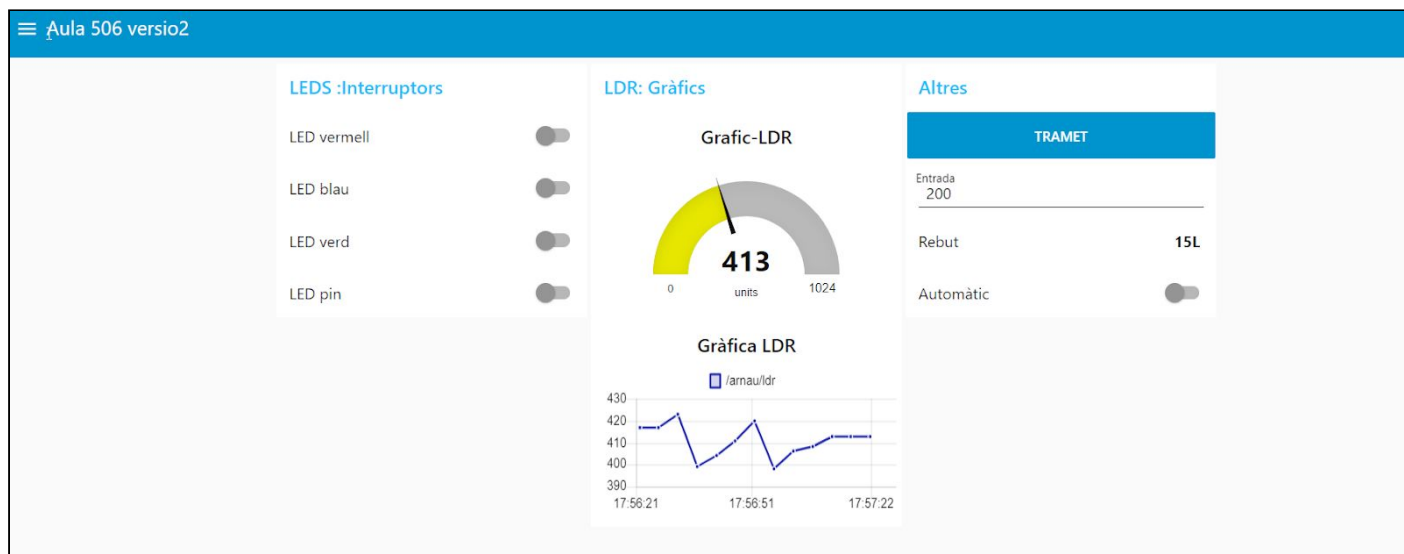 Aula 506 versio2
LEDS :Interruptors
LED vermell
LED blau
LED verd
LED pin
LDR: Gràfics
Grafic-LDR
413
0
units
1024
Gràfica LDR
/arnau/ldr
430
420
410
400
390
17:56:21
17:56:51
17:57:22
Altres
TRAMET
Entrada
200
Rebut 15L
Automàtic